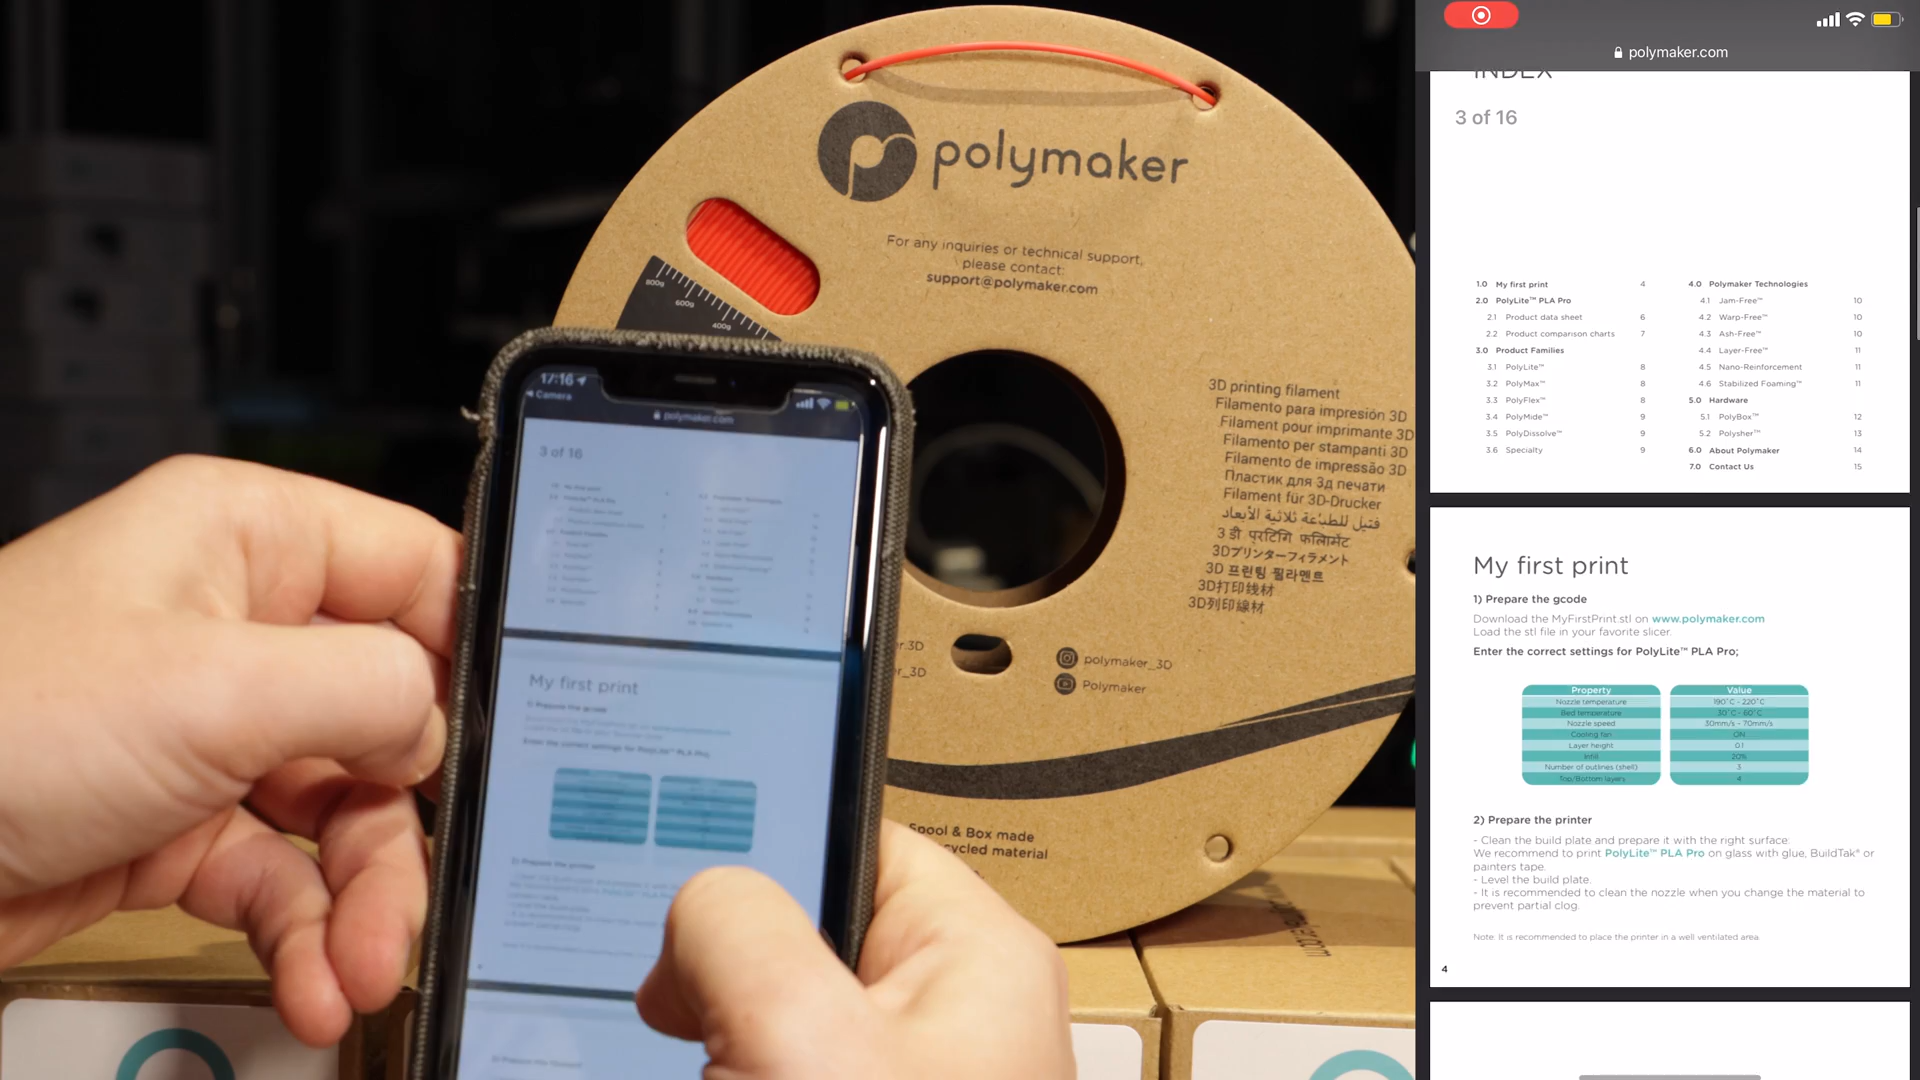 polymaker
For any inquiries or technical support,
please contact:
support@polymaker.com
800g
600g
400g
3D printing filament
Filamento para impresión 3D
Filament pour imprimante 3D
Filamento per stampanti 3D
Filamento de impressão 3D
Пластик для 3д печати
Filament für 3D-Drucker
فتيل للطباعة ثلاثية الأبعاد
3 डी प्रिंटिंग फिलामेंट
3Dプリンターフィラメント
3D 프린팅 필라멘트
3D打印线材
3D列印線材
polymaker_3D
Polymaker
Spool & Box made
cycled material
17:16
Camera
polymaker.com
3 of 16
My first print
1) Prepare the gcode
Enter the correct settings for PolyLite™ PLA Pro;
polymaker.com
INDEX
3 of 16
1.0 My first print 4
2.0 PolyLite™ PLA Pro
2.1 Product data sheet 6
2.2 Product comparison charts 7
3.0 Product Families
3.1 PolyLite™ 8
3.2 PolyMax™ 8
3.3 PolyFlex™ 8
3.4 PolyMide™ 9
3.5 PolyDissolve™ 9
3.6 Specialty 9
4.0 Polymaker Technologies
4.1 Jam-Free™ 10
4.2 Warp-Free™ 10
4.3 Ash-Free™ 10
4.4 Layer-Free™ 11
4.5 Nano-Reinforcement 11
4.6 Stabilized Foaming™ 11
5.0 Hardware
5.1 PolyBox™ 12
5.2 Polysher™ 13
6.0 About Polymaker 14
7.0 Contact Us 15
My first print
1) Prepare the gcode
Download the MyFirstPrint.stl on www.polymaker.com
Load the stl file in your favorite slicer.
Enter the correct settings for PolyLite™ PLA Pro;
Property Value
Nozzle temperature 190˚C - 220˚C
Bed temperature 30˚C - 60˚C
Nozzle speed 30mm/s - 70mm/s
Cooling fan ON
Layer height 0.1
Infill 20%
Number of outlines (shell) 3
Top/Bottom layers 4
2) Prepare the printer
- Clean the build plate and prepare it with the right surface:
We recommend to print PolyLite™ PLA Pro on glass with glue, BuildTak® or
painters tape.
- Level the build plate.
- It is recommended to clean the nozzle when you change the material to
prevent partial clog.
Note: It is recommended to place the printer in a well ventilated area.
4